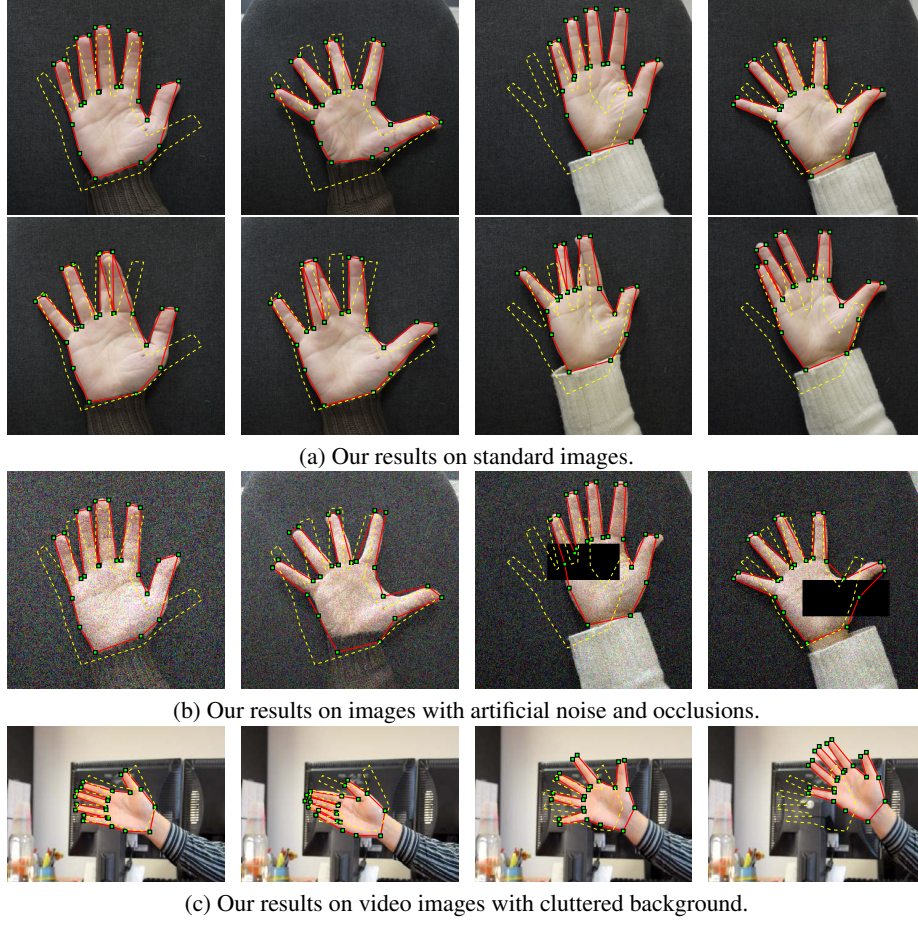 (a) Our results on standard images.
(b) Our results on images with artificial noise and occlusions.
(c) Our results on video images with cluttered background.